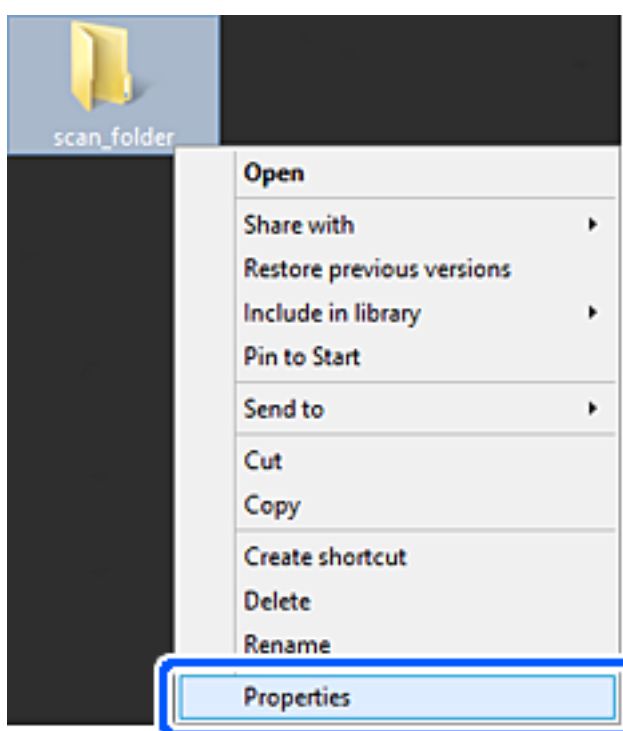 scan_folder
Open
Share with
Restore previous versions
Include in library
Pin to Start
Send to
Cut
Copy
Create shortcut
Delete
Rename
Properties